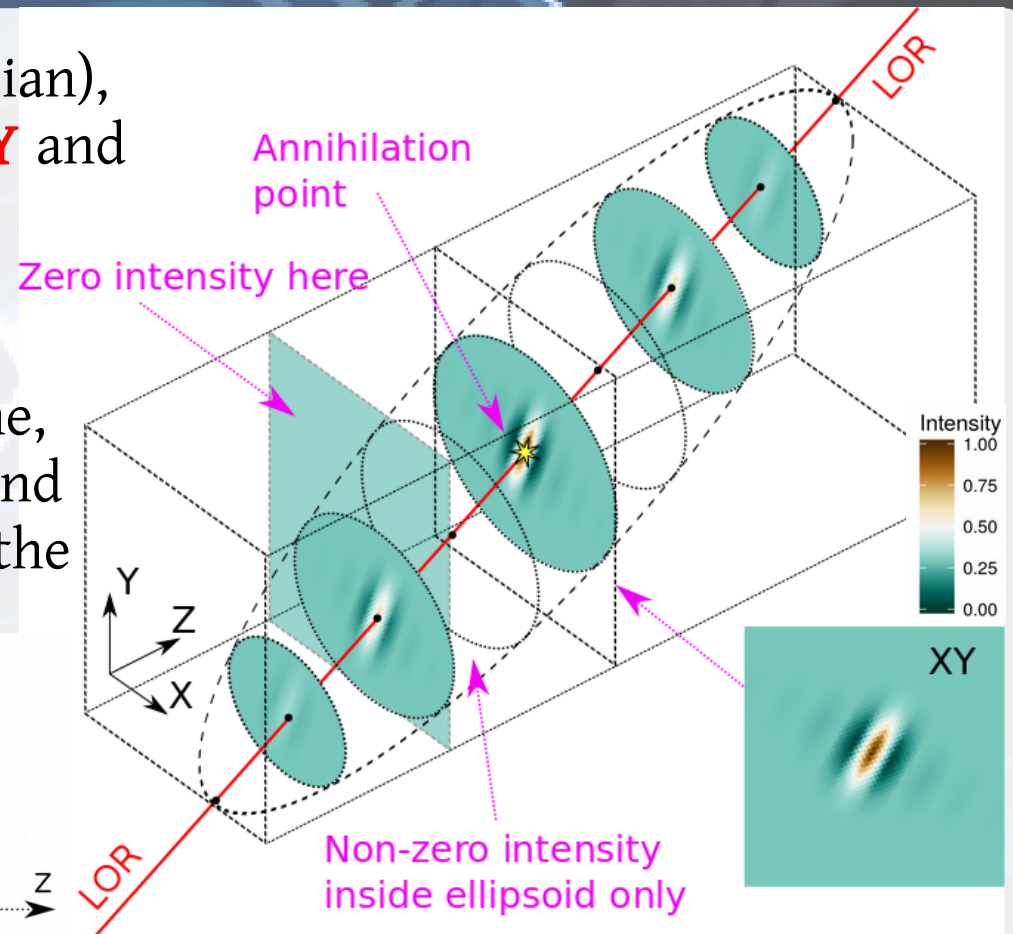 ian),
Y and
ne,
nd
the
Annihilation
point
Zero intensity here
LOR
Intensity
1.00
0.75
0.50
0.25
0.00
Y
Z
X
XY
Non-zero intensity
inside ellipsoid only
LOR
Z